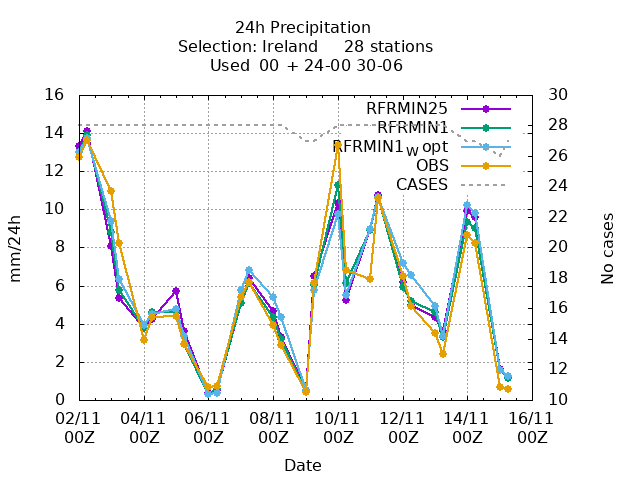 24h Precipitation
Selection: Ireland 28 stations
Used 00 + 24-00 30-06
16 30
14 28
12 26
10 24
8 22
6 20
4 18
2 16
0 14
12
10
RFRMIN25
RFRMIN1
RFRMIN1w opt
OBS
CASES
mm/24h
No cases
02/11 04/11 06/11 08/11 10/11 12/11 14/11 16/11
00Z 00Z 00Z 00Z 00Z 00Z 00Z 00Z
Date